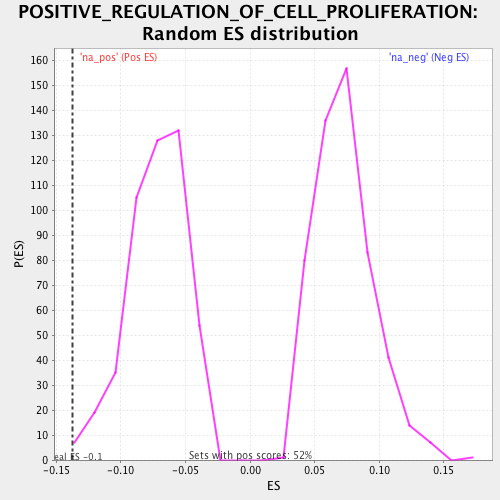 POSITIVE_REGULATION_OF_CELL_PROLIFERATION:
Random ES distribution
'na_pos' (Pos ES)
'na_neg' (Neg ES)
160
150
140
130
120
110
100
90
80
70
60
50
40
30
20
10
0
P(ES)
eal ES -0.1
Sets with pos scores: 52%
-0.15 -0.10 -0.05 0.00 0.05 0.10 0.15
ES